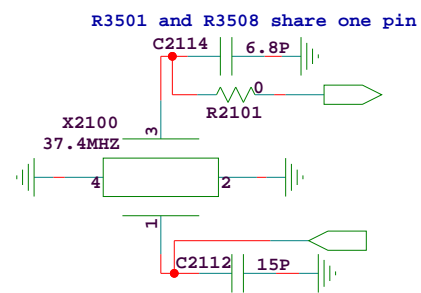 R3501 and R3508 share one pin
C2114
6.8P
0
R2101
X2100
3
37.4MHZ
4
2
1
C2112
15P